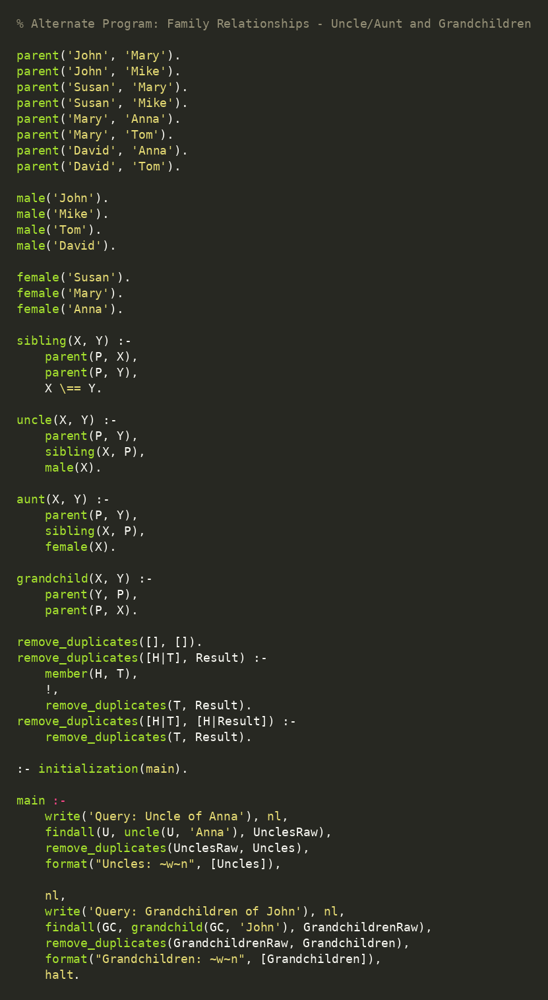 % Alternate Program: Family Relationships - Uncle/Aunt and Grandchildren

parent('John', 'Mary').
parent('John', 'Mike').
parent('Susan', 'Mary').
parent('Susan', 'Mike').
parent('Mary', 'Anna').
parent('Mary', 'Tom').
parent('David', 'Anna').
parent('David', 'Tom').

male('John').
male('Mike').
male('Tom').
male('David').

female('Susan').
female('Mary').
female('Anna').

sibling(X, Y) :-
    parent(P, X),
    parent(P, Y),
    X \== Y.

uncle(X, Y) :-
    parent(P, Y),
    sibling(X, P),
    male(X).

aunt(X, Y) :-
    parent(P, Y),
    sibling(X, P),
    female(X).

grandchild(X, Y) :-
    parent(Y, P),
    parent(P, X).

remove_duplicates([], []).
remove_duplicates([H|T], Result) :-
    member(H, T),
    !,
    remove_duplicates(T, Result).
remove_duplicates([H|T], [H|Result]) :-
    remove_duplicates(T, Result).

:- initialization(main).

main :-
    write('Query: Uncle of Anna'), nl,
    findall(U, uncle(U, 'Anna'), UnclesRaw),
    remove_duplicates(UnclesRaw, Uncles),
    format("Uncles: ~w~n", [Uncles]),

    nl,
    write('Query: Grandchildren of John'), nl,
    findall(GC, grandchild(GC, 'John'), GrandchildrenRaw),
    remove_duplicates(GrandchildrenRaw, Grandchildren),
    format("Grandchildren: ~w~n", [Grandchildren]),
    halt.